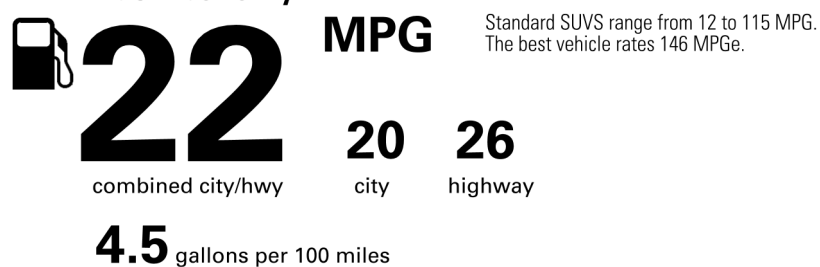 MPG
Standard SUVS range from 12 to 115 MPG.
The best vehicle rates 146 MPGe.
22
20 26
combined city/hwy city highway
4.5 gallons per 100 miles